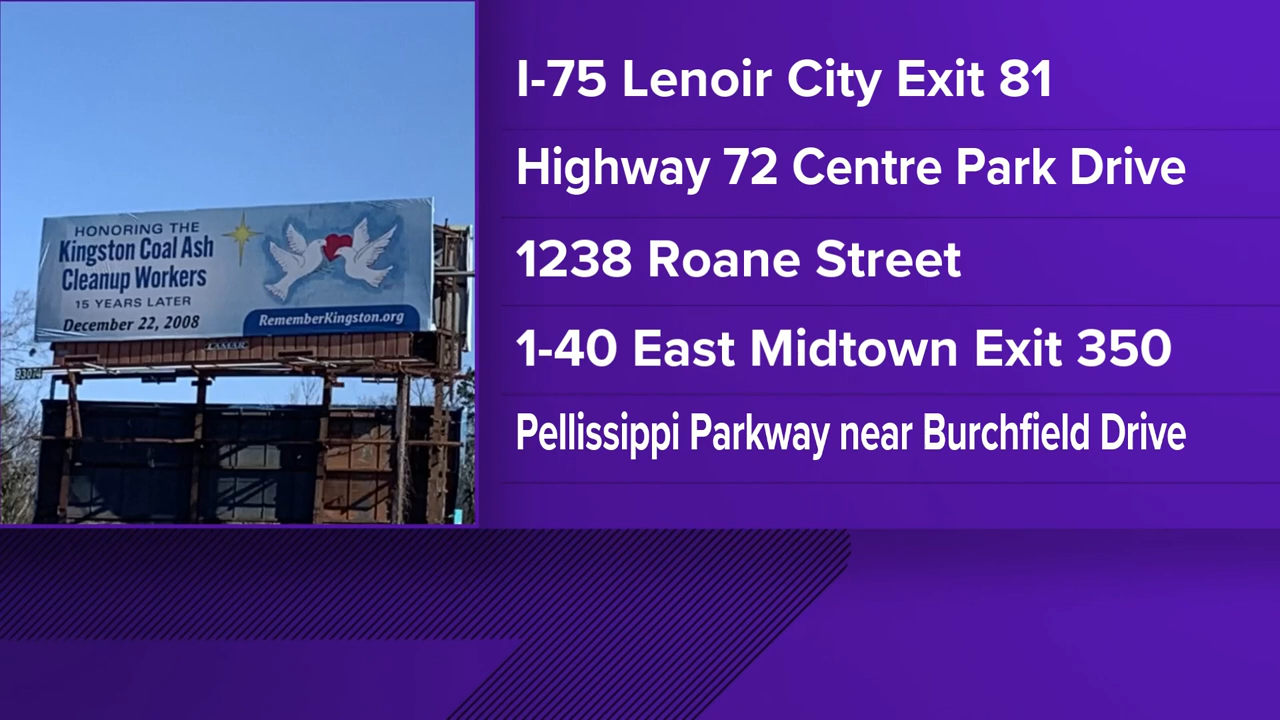 HONORING THE
Kingston Coal Ash
Cleanup Workers
15 YEARS LATER
December 22, 2008
RememberKingston.org
LAMAR
93074
I-75 Lenoir City Exit 81
Highway 72 Centre Park Drive
1238 Roane Street
1-40 East Midtown Exit 350
Pellissippi Parkway near Burchfield Drive